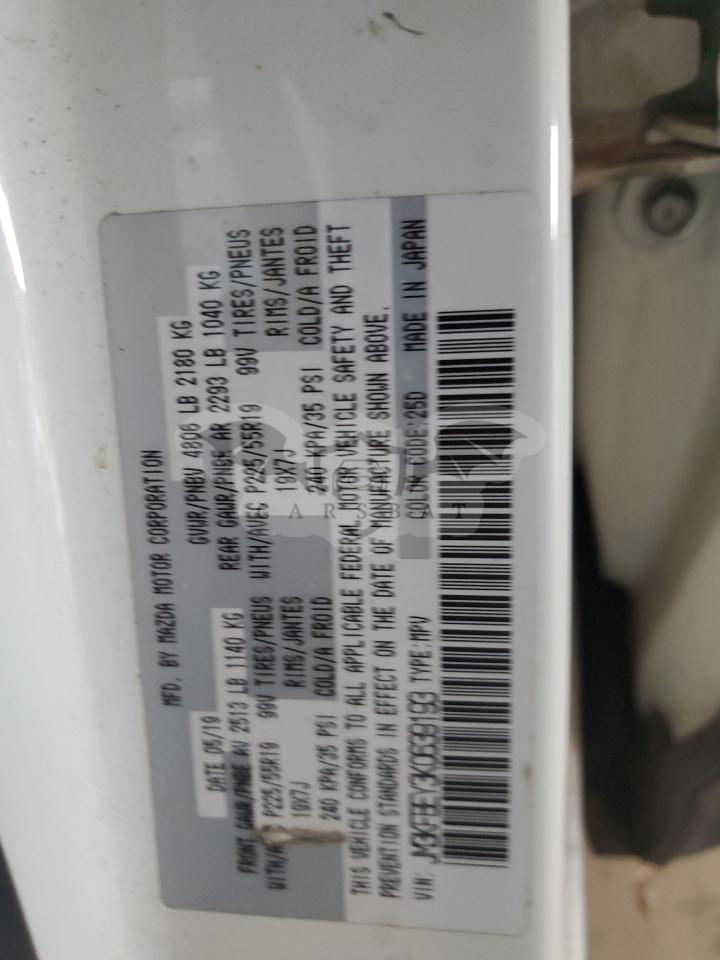 MFD. BY MAZDA MOTOR CORPORATION
DATE 05/19 GVWR/PNBV 4806 LB 2180 KG
FRONT GAWR/PNBE AV 2513 LB 1140 KG REAR GAWR/PNBE AR 2293 LB 1040 KG
P225/55R19 99V TIRES/PNEUS WITH/AVEC P225/55R19 99V TIRES/PNEUS
19X7J RIMS/JANTES 19X7J RIMS/JANTES
240 KPA/35 PSI COLD/A FROID 240 KPA/35 PSI COLD/A FROID
THIS VEHICLE CONFORMS TO ALL APPLICABLE FEDERAL MOTOR VEHICLE SAFETY AND THEFT
PREVENTION STANDARDS IN EFFECT ON THE DATE OF MANUFACTURE SHOWN ABOVE.
VIN: JM3KFBEY3K0639193 TYPE:MPV COLOR CODE:25D MADE IN JAPAN